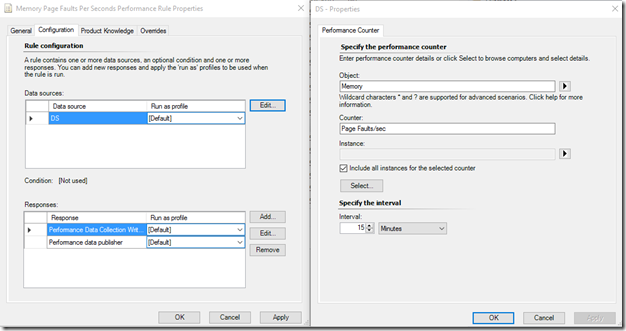 Memory Page Faults Per Seconds Performance Rule Properties
General Configuration Product Knowledge Overrides
Rule configuration
A rule contains one or more data sources, an optional condition and one or more
responses. You can add new responses and apply the 'run as' profiles to be used when
the rule is run.
Data sources:
Data source Run as profile
DS [Default]
Edit...
Condition: [Not used]
Responses:
Response Run as profile
Performance Data Collection Writ... [Default]
Performance data publisher [Default]
Add...
Edit...
Remove
OK Cancel Apply
DS - Properties
Performance Counter
Specify the performance counter
Enter performance counter details or click Select to browse computers and select details.
Object:
Memory
Wildcard characters * and ? are supported for advanced scenarios. Click help for more
information.
Counter:
Page Faults/sec
Instance:
Include all instances for the selected counter
Select...
Specify the interval
Interval:
15 Minutes
OK Cancel Apply